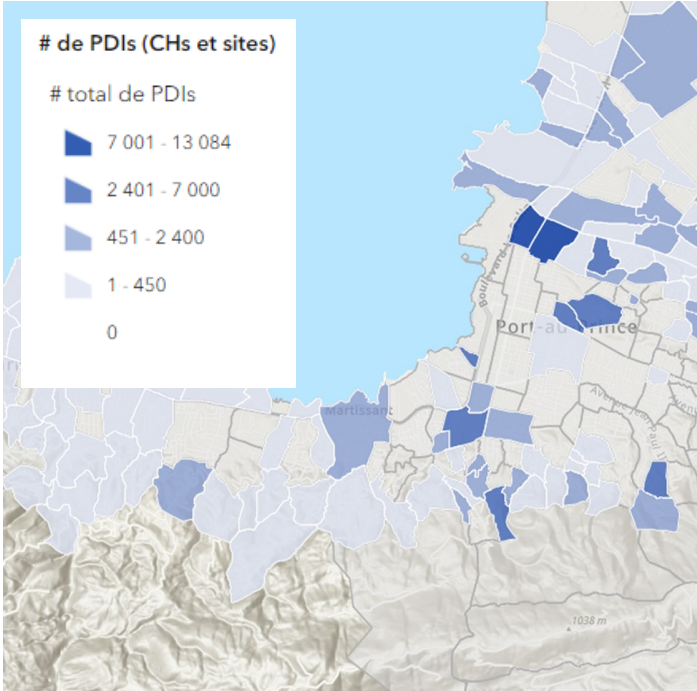 # de PDIs (CHs et sites)
# total de PDIs
7 001 - 13 084
2 401 - 7 000
451 - 2 400
1 - 450
0
Port-au-Prince
Martissant
1038 m